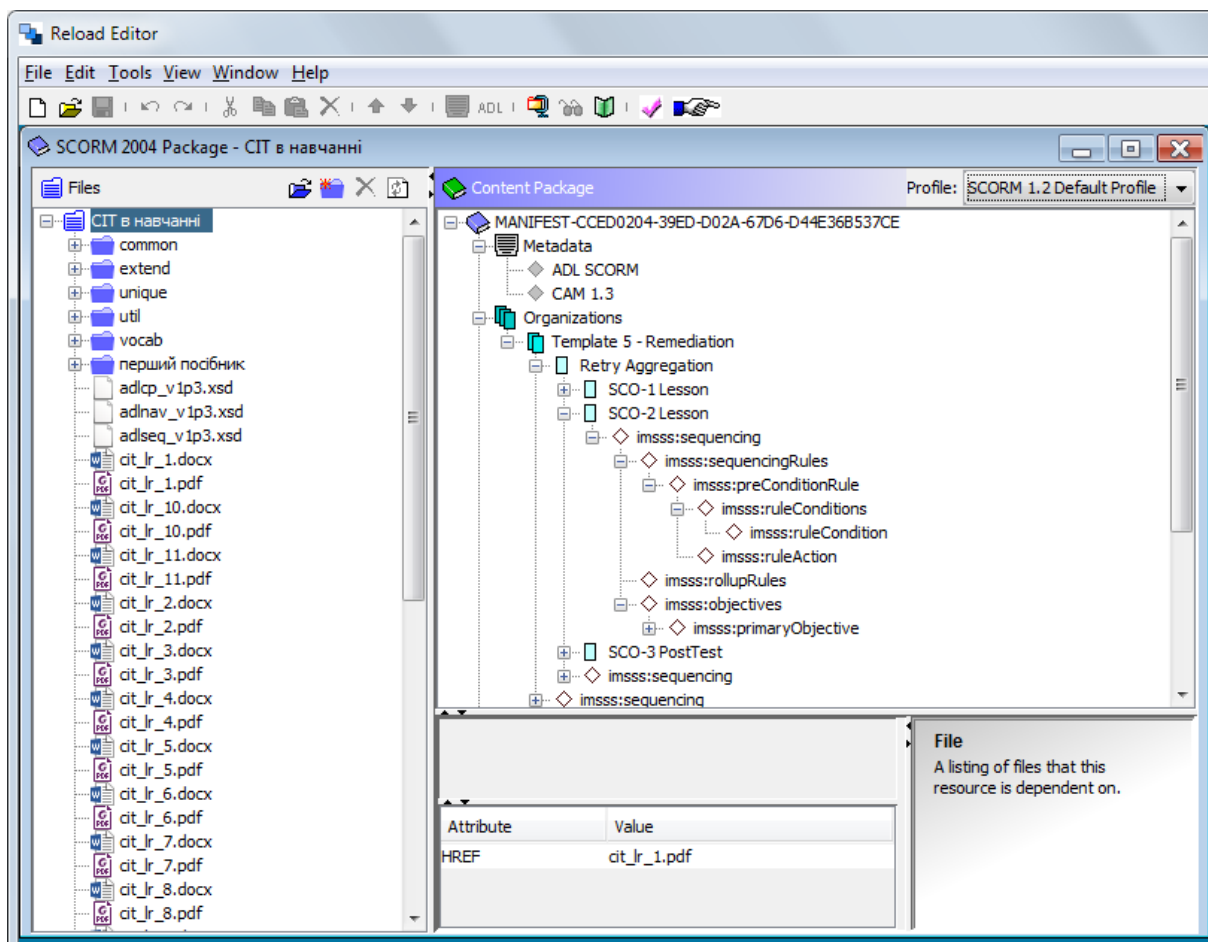 Reload Editor
File Edit Tools View Window Help
ADL
SCORM 2004 Package - СІТ в навчанні
Files
СІТ в навчанні
common
extend
unique
util
vocab
перший посібник
adlcp_v1p3.xsd
adlnav_v1p3.xsd
adlseq_v1p3.xsd
cit_lr_1.docx
cit_lr_1.pdf
cit_lr_10.docx
cit_lr_10.pdf
cit_lr_11.docx
cit_lr_11.pdf
cit_lr_2.docx
cit_lr_2.pdf
cit_lr_3.docx
cit_lr_3.pdf
cit_lr_4.docx
cit_lr_4.pdf
cit_lr_5.docx
cit_lr_5.pdf
cit_lr_6.docx
cit_lr_6.pdf
cit_lr_7.docx
cit_lr_7.pdf
cit_lr_8.docx
cit_lr_8.pdf
Content Package
Profile: SCORM 1.2 Default Profile
MANIFEST-CCED0204-39ED-D02A-67D6-D44E36B537CE
Metadata
ADL SCORM
CAM 1.3
Organizations
Template 5 - Remediation
Retry Aggregation
SCO-1 Lesson
SCO-2 Lesson
imsss:sequencing
imsss:sequencingRules
imsss:preConditionRule
imsss:ruleConditions
imsss:ruleCondition
imsss:ruleAction
imsss:rollupRules
imsss:objectives
imsss:primaryObjective
SCO-3 PostTest
imsss:sequencing
imsss:sequencing
Attribute Value
HREF cit_lr_1.pdf
File
A listing of files that this
resource is dependent on.